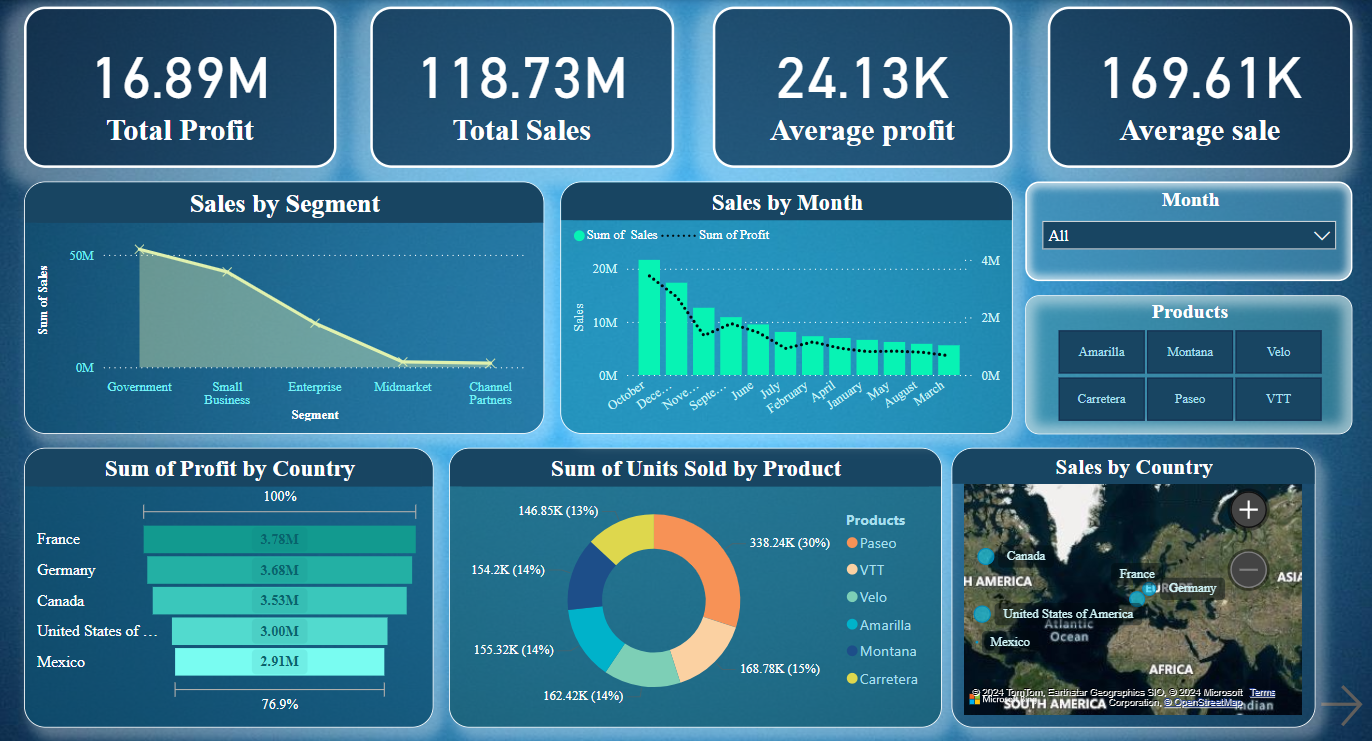 16.89M
Total Profit
118.73M
Total Sales
24.13K
Average profit
169.61K
Average sale
Sales by Segment
Sum of Sales
50M
0M
Government
Small
Business
Enterprise
Midmarket
Channel
Partners
Segment
Sales by Month
Sum of Sales
Sum of Profit
Sales
20M
10M
0M
4M
2M
0M
October
Dece...
Nove...
Septe...
June
July
February
April
January
May
August
March
Month
All
Products
Amarilla
Montana
Velo
Carretera
Paseo
VTT
Sum of Profit by Country
100%
France
3.78M
Germany
3.68M
Canada
3.53M
United States of ...
3.00M
Mexico
2.91M
76.9%
Sum of Units Sold by Product
146.85K (13%)
338.24K (30%)
154.2K (14%)
155.32K (14%)
162.42K (14%)
168.78K (15%)
Products
Paseo
VTT
Velo
Amarilla
Montana
Carretera
Sales by Country
Canada
H AMERICA
France
Germany
ASIA
United States of America
Atlantic
Ocean
Mexico
AFRICA
© 2024 TomTom, Earthstar Geographics SIO, © 2024 Microsoft
Corporation, © OpenStreetMap
Terms
SOUTH AMERICA
Indian